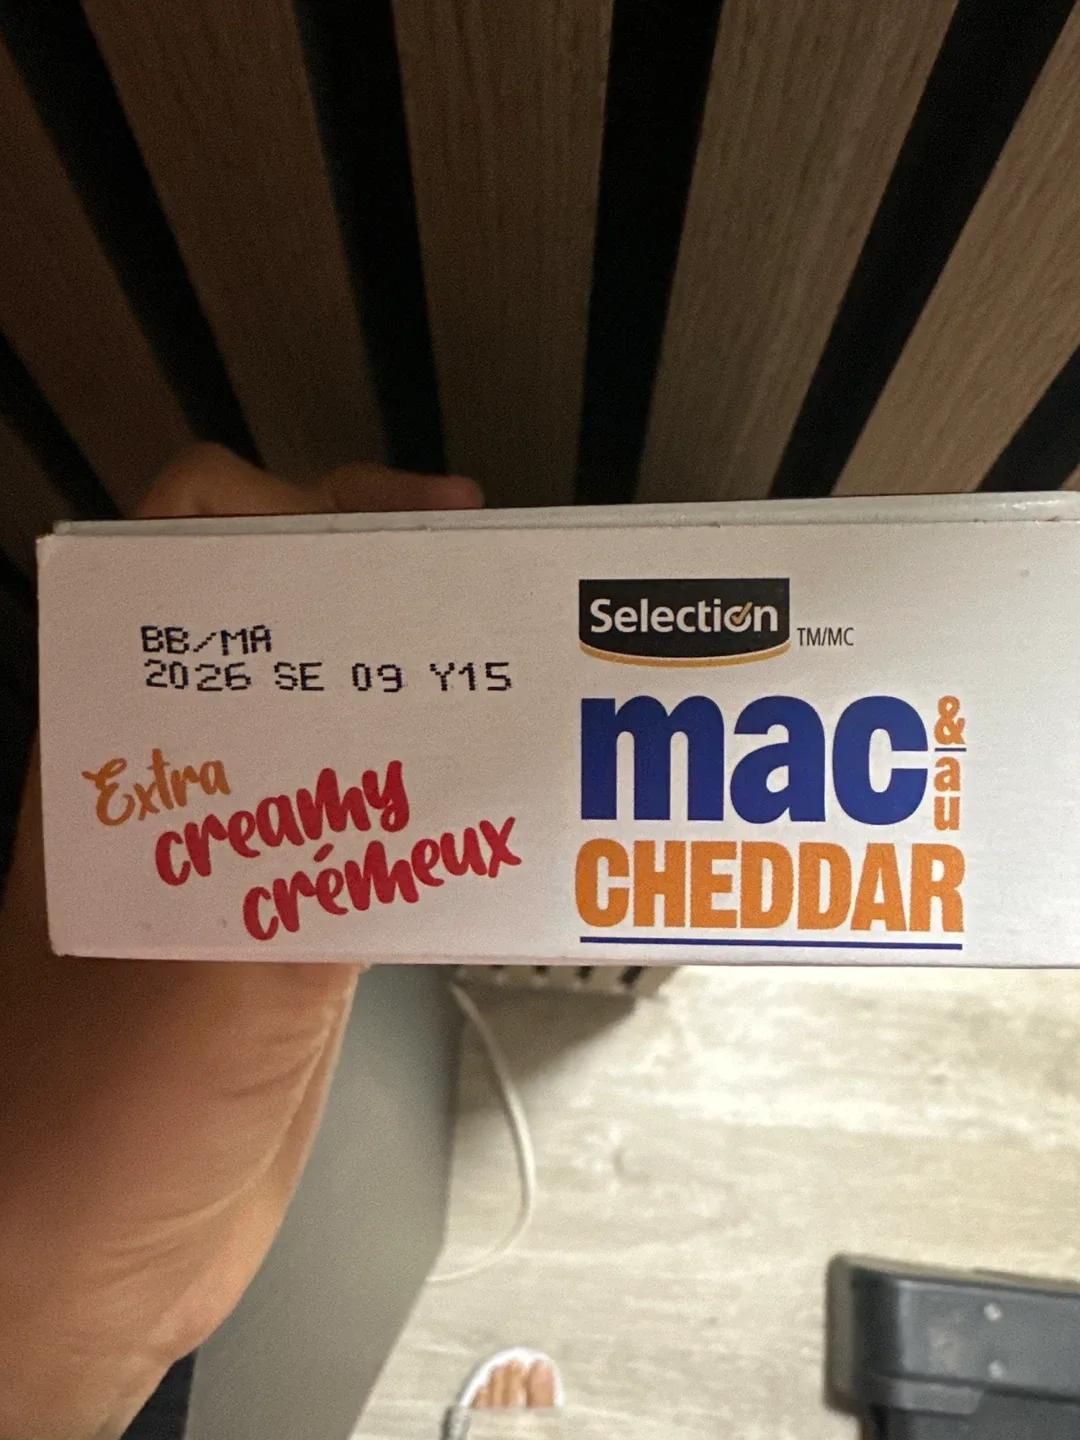 BB/MA
2026 SE 09 Y15
Extra
creamy
crémeux
Selection TM/MC
mac & au
CHEDDAR